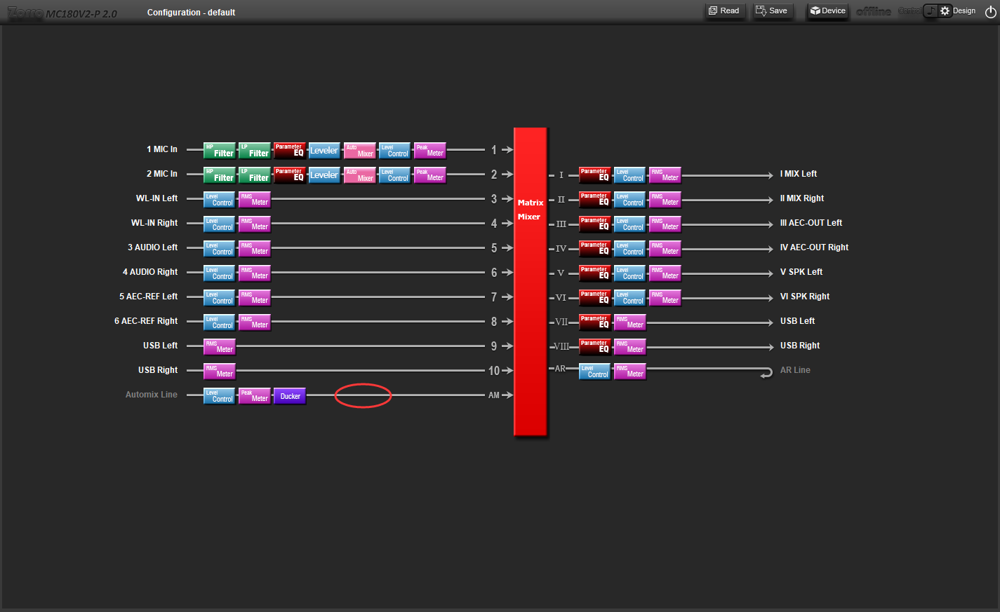 Zorro MC180V2-P 2.0 Configuration - default Read Save Device offline Control Design
1 MIC In HP Filter LP Filter Parameter EQ Leveler Auto Mixer Level Control Peak Meter 1
2 MIC In HP Filter LP Filter Parameter EQ Leveler Auto Mixer Level Control Peak Meter 2 I Parameter EQ Level Control RMS Meter I MIX Left
WL-IN Left Level Control RMS Meter 3 II Parameter EQ Level Control RMS Meter II MIX Right
Matrix
Mixer
WL-IN Right Level Control RMS Meter 4 III Parameter EQ Level Control RMS Meter III AEC-OUT Left
3 AUDIO Left Level Control RMS Meter 5 IV Parameter EQ Level Control RMS Meter IV AEC-OUT Right
4 AUDIO Right Level Control RMS Meter 6 V Parameter EQ Level Control RMS Meter V SPK Left
5 AEC-REF Left Level Control RMS Meter 7 VI Parameter EQ Level Control RMS Meter VI SPK Right
6 AEC-REF Right Level Control RMS Meter 8 VII Parameter EQ RMS Meter USB Left
USB Left RMS Meter 9 VIII Parameter EQ RMS Meter USB Right
USB Right RMS Meter 10 AR Level Control RMS Meter AR Line
Automix Line Level Control Peak Meter Ducker AM